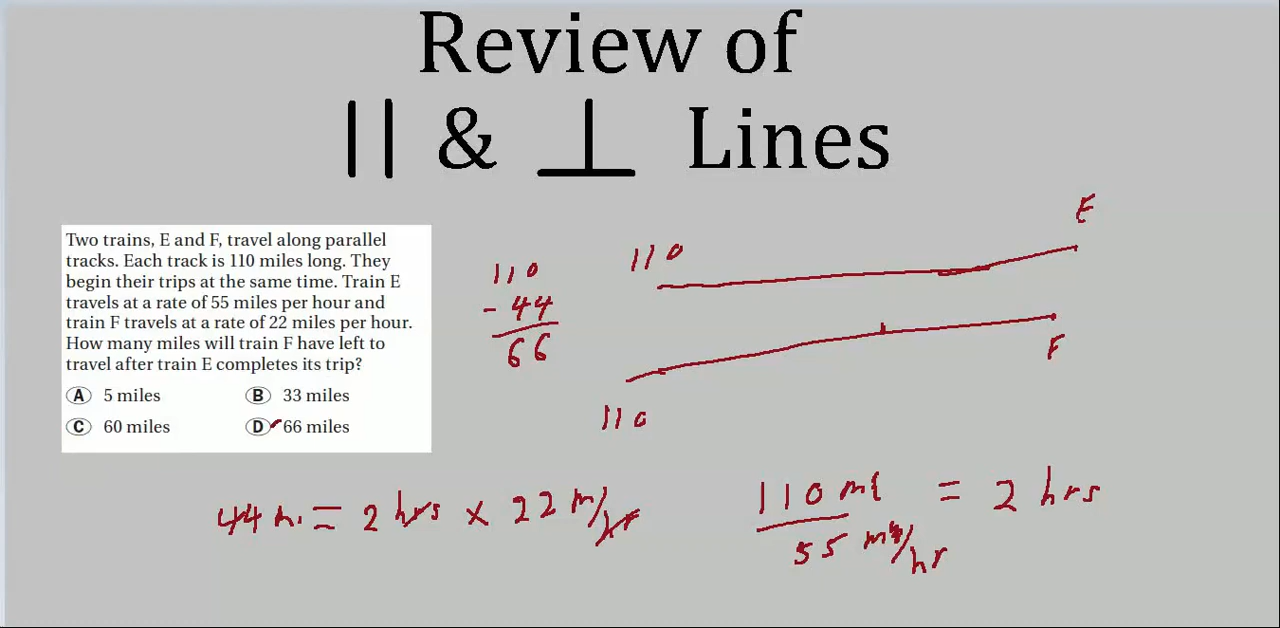 Review of
|| & ⊥ Lines
Two trains, E and F, travel along parallel
tracks. Each track is 110 miles long. They
begin their trips at the same time. Train E
travels at a rate of 55 miles per hour and
train F travels at a rate of 22 miles per hour.
How many miles will train F have left to
travel after train E completes its trip?
A 5 miles B 33 miles
C 60 miles D 66 miles
110
- 44
66
110
E
F
110
44 m. = 2 hrs x 22 m/hr
110 mi = 2 hrs
55 mi/hr